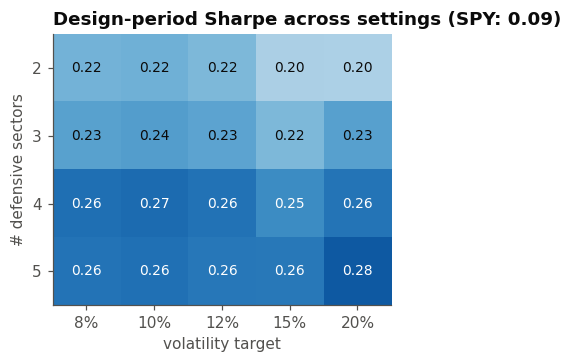 Design-period Sharpe across settings (SPY: 0.09)
# defensive sectors
2 0.22 0.22 0.22 0.20 0.20
3 0.23 0.24 0.23 0.22 0.23
4 0.26 0.27 0.26 0.25 0.26
5 0.26 0.26 0.26 0.26 0.28
8% 10% 12% 15% 20%
volatility target